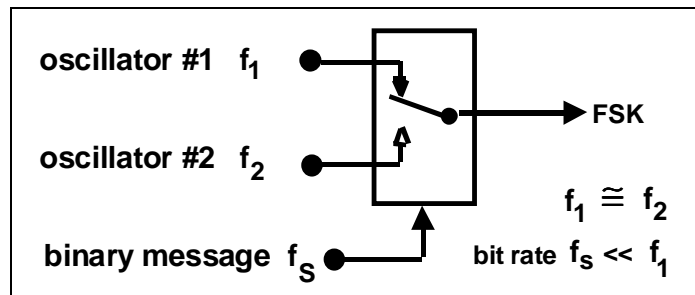 oscillator #1 f₁
FSK
oscillator #2 f₂
f₁ ≅ f₂
binary message fₛ
bit rate fₛ << f₁